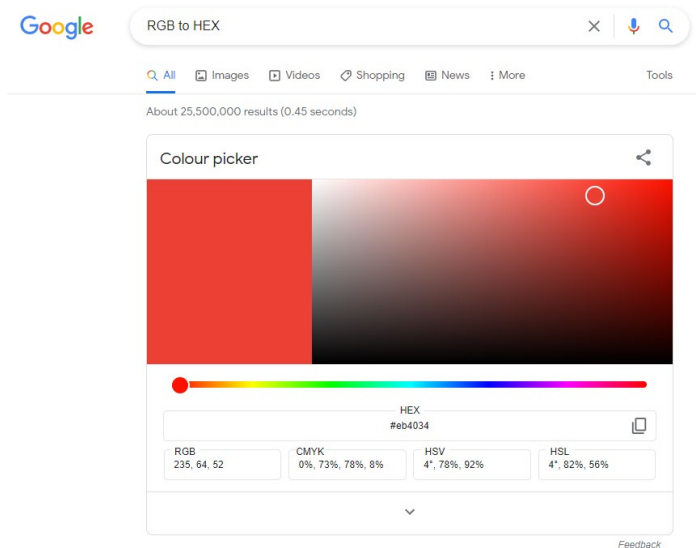 Google
RGB to HEX
All Images Videos Shopping News More Tools
About 25,500,000 results (0.45 seconds)
Colour picker
HEX
#eb4034
RGB CMYK HSV HSL
235, 64, 52 0%, 73%, 78%, 8% 4°, 78%, 92% 4°, 82%, 56%
Feedback